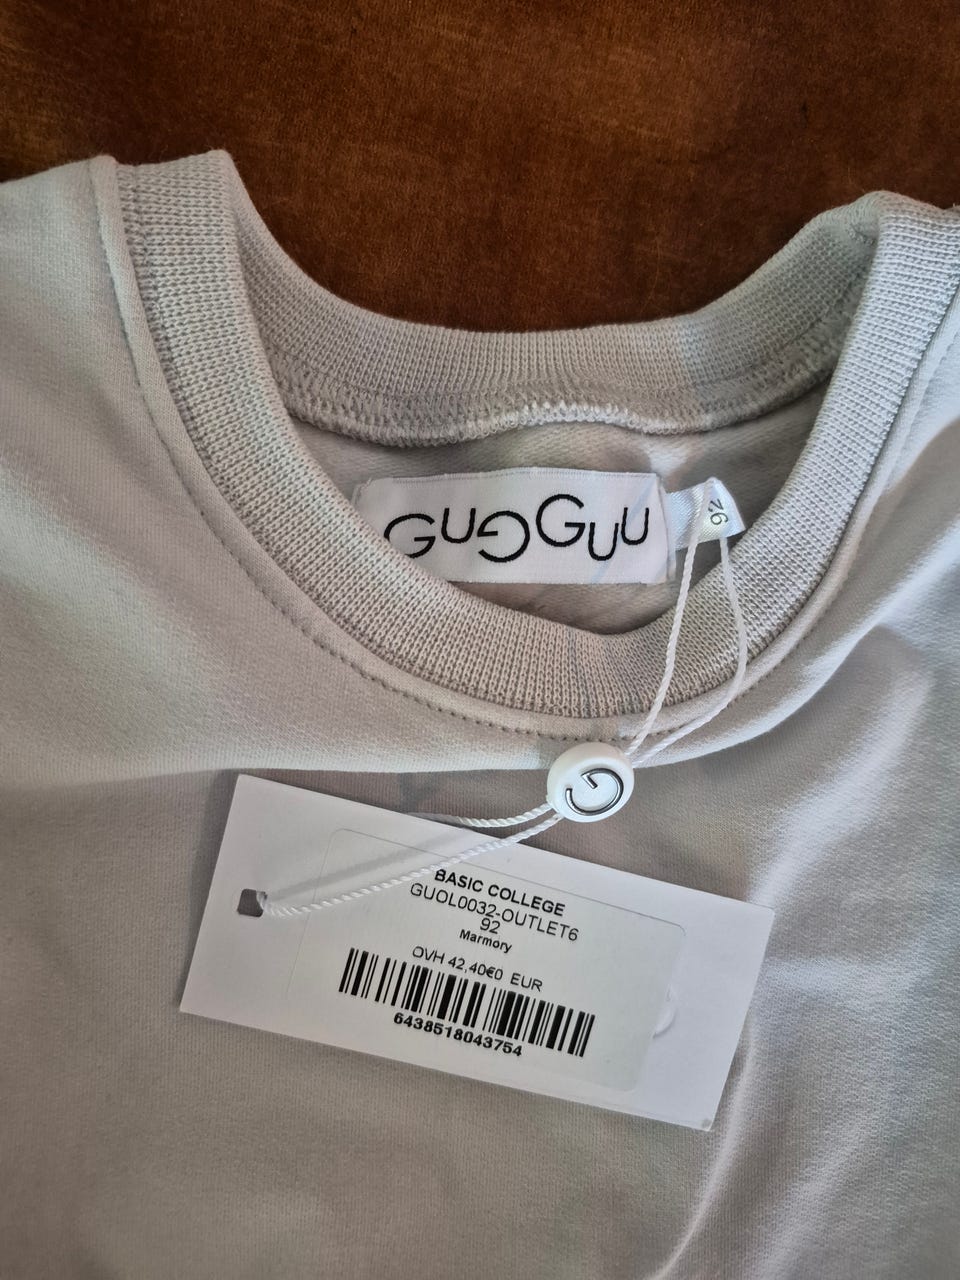 GUGGUU
92
BASIC COLLEGE
GUOL0032-OUTLET6
92
Marmory
OVH 42,40€0 EUR
6438518043754